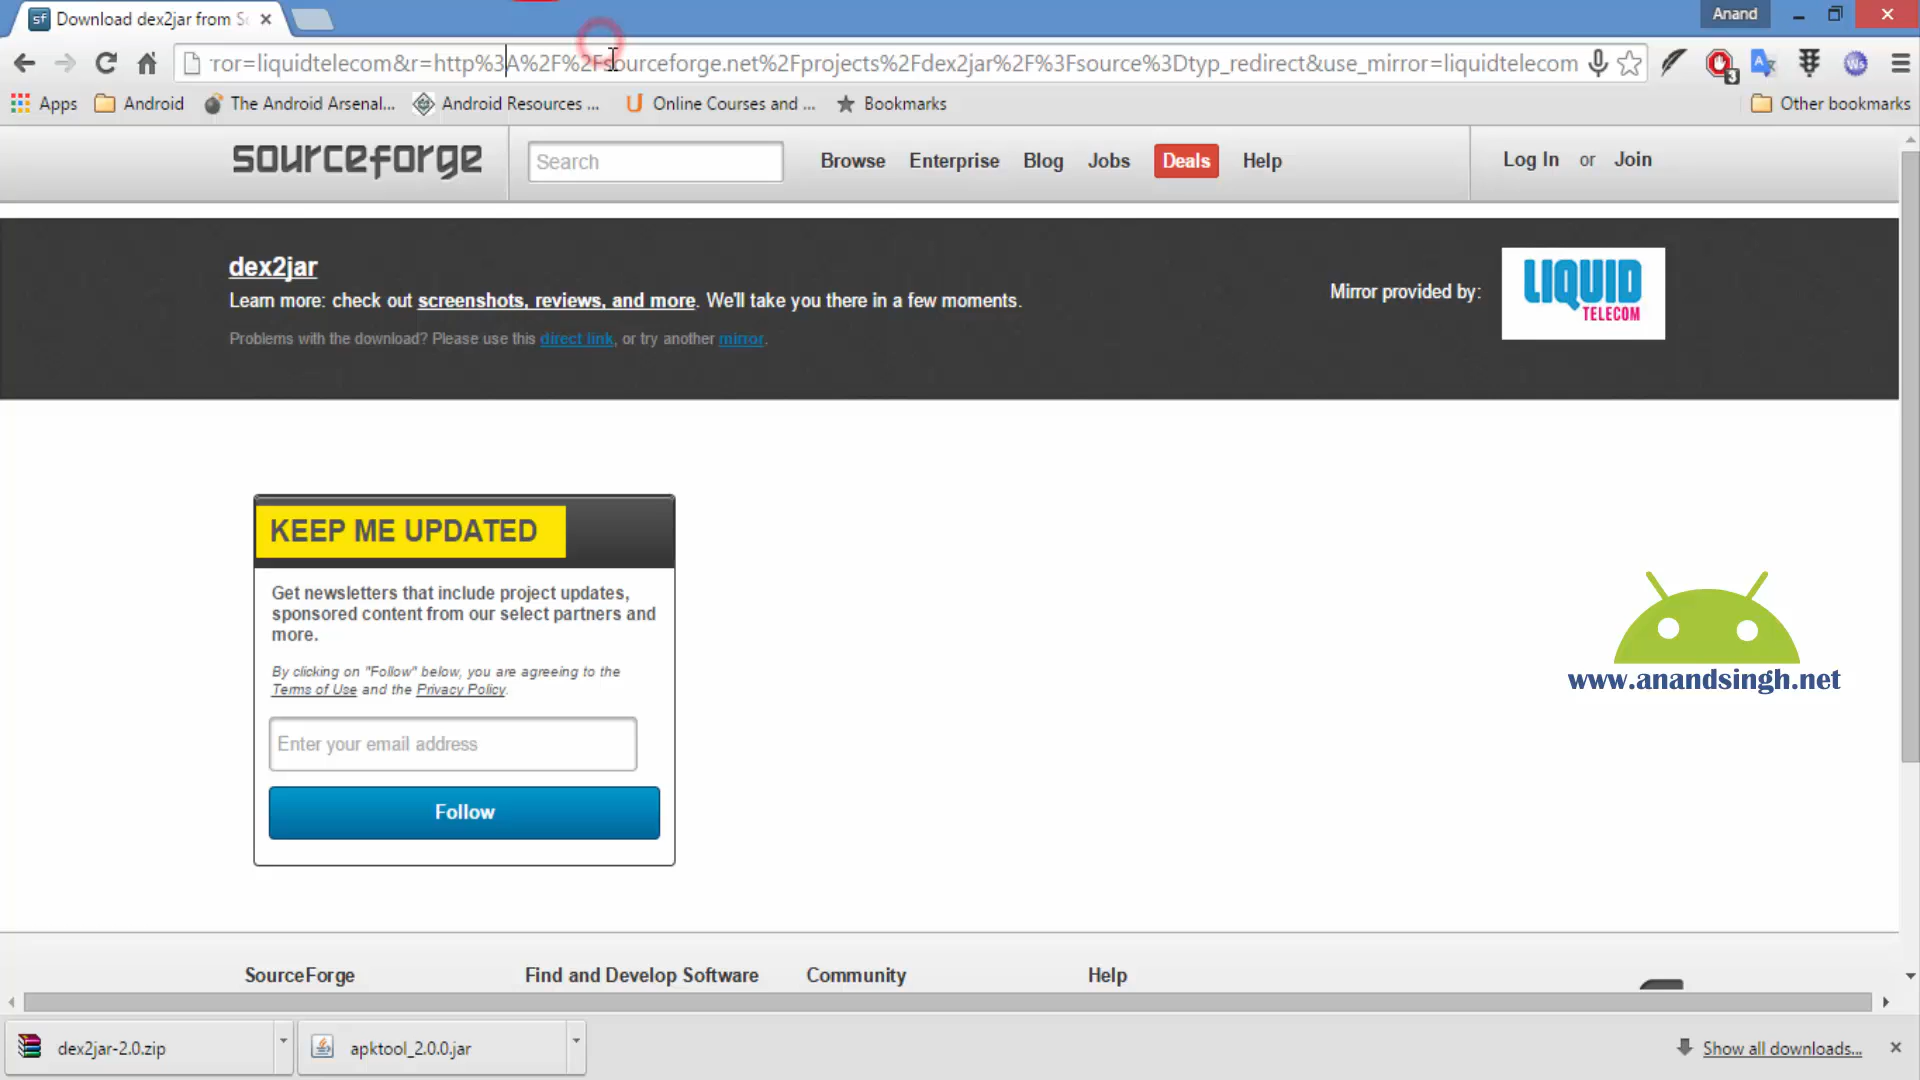 sf Download dex2jar from So
Anand
ror=liquidtelecom&r=http%3A%2F%2Fsourceforge.net%2Fprojects%2Fdex2jar%2F%3Fsource%3Dtyp_redirect&use_mirror=liquidtelecom
3
Ws
Apps
Android
The Android Arsenal...
Android Resources ...
Online Courses and ...
Bookmarks
Other bookmarks
sourceforge
Search
Browse
Enterprise
Blog
Jobs
Deals
Help
Log In or Join
dex2jar
Learn more: check out screenshots, reviews, and more. We'll take you there in a few moments.
Problems with the download? Please use this direct link, or try another mirror.
Mirror provided by:
LIQUID
TELECOM
KEEP ME UPDATED
Get newsletters that include project updates,
sponsored content from our select partners and
more.
By clicking on "Follow" below, you are agreeing to the
Terms of Use and the Privacy Policy.
Enter your email address
Follow
www.anandsingh.net
SourceForge
Find and Develop Software
Community
Help
dex2jar-2.0.zip
apktool_2.0.0.jar
Show all downloads...